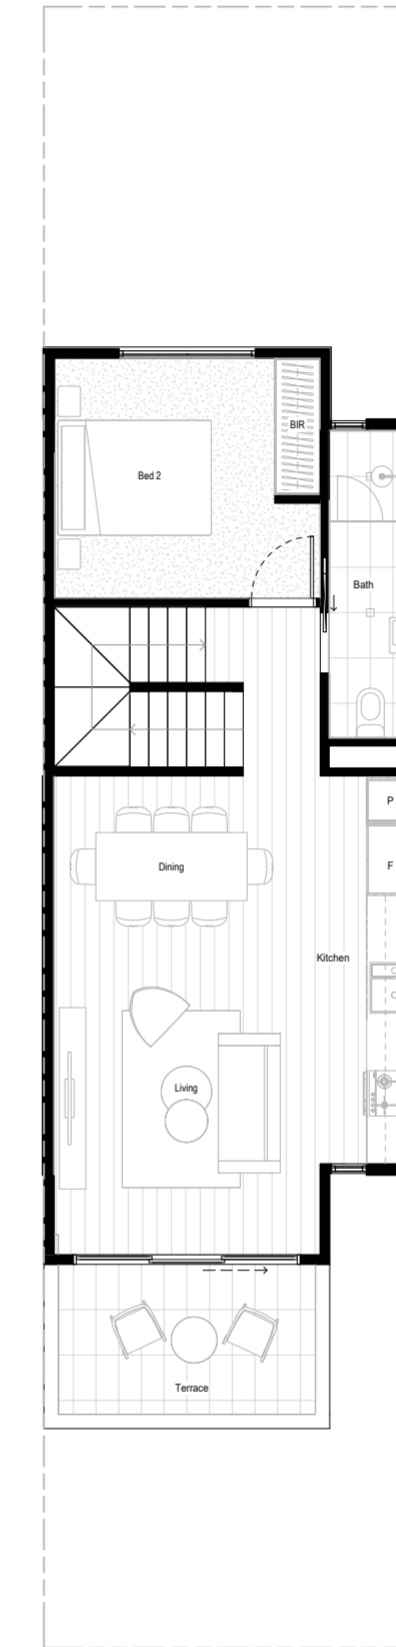 BIR
Bed 2
Bath
P
F
Dining
Kitchen
Living
Terrace